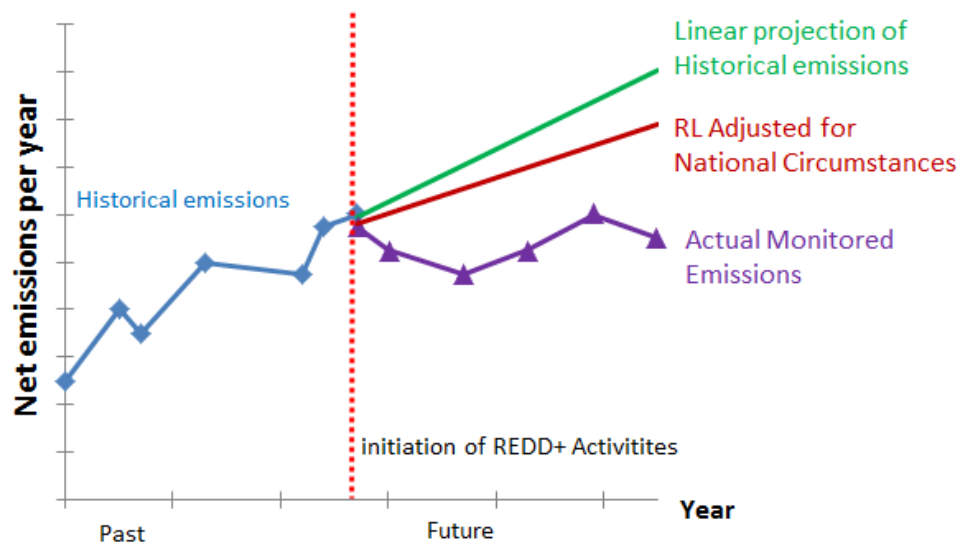 Linear projection of
Historical emissions
RL Adjusted for
National Circumstances
Historical emissions
Actual Monitored
Emissions
Net emissions per year
initiation of REDD+ Activitites
Year
Past
Future